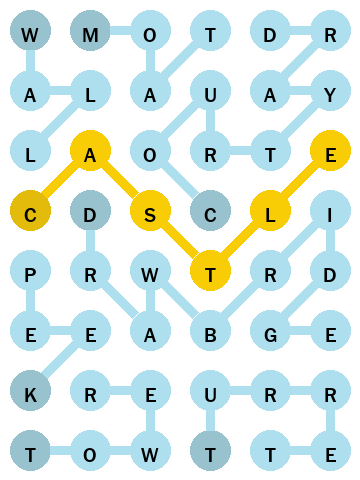 W M O T D R
A L A U A Y
L A O R T E
C D S C L I
P R W T R D
E E A B G E
K R E U R R
T O W T T E